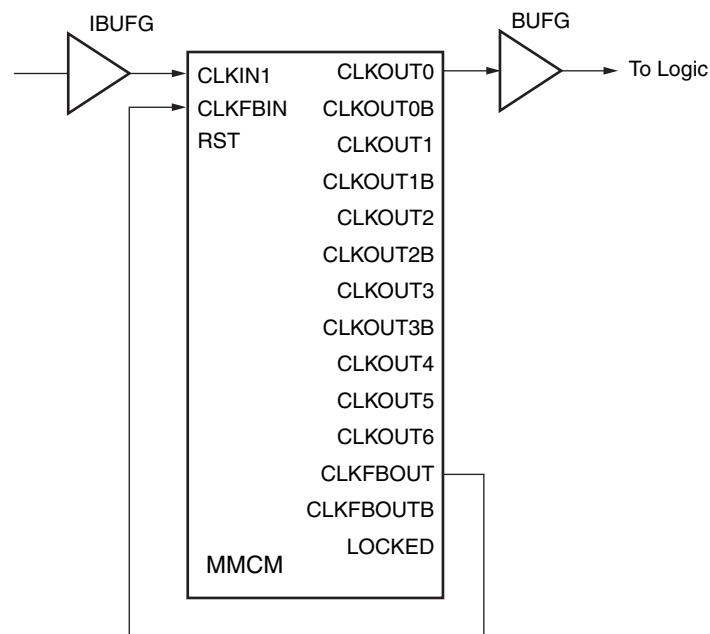 IBUFG
BUFG
CLKIN1
CLKFBIN
RST
CLKOUT0
CLKOUT0B
CLKOUT1
CLKOUT1B
CLKOUT2
CLKOUT2B
CLKOUT3
CLKOUT3B
CLKOUT4
CLKOUT5
CLKOUT6
CLKFBOUT
CLKFBOUTB
LOCKED
MMCM
To Logic